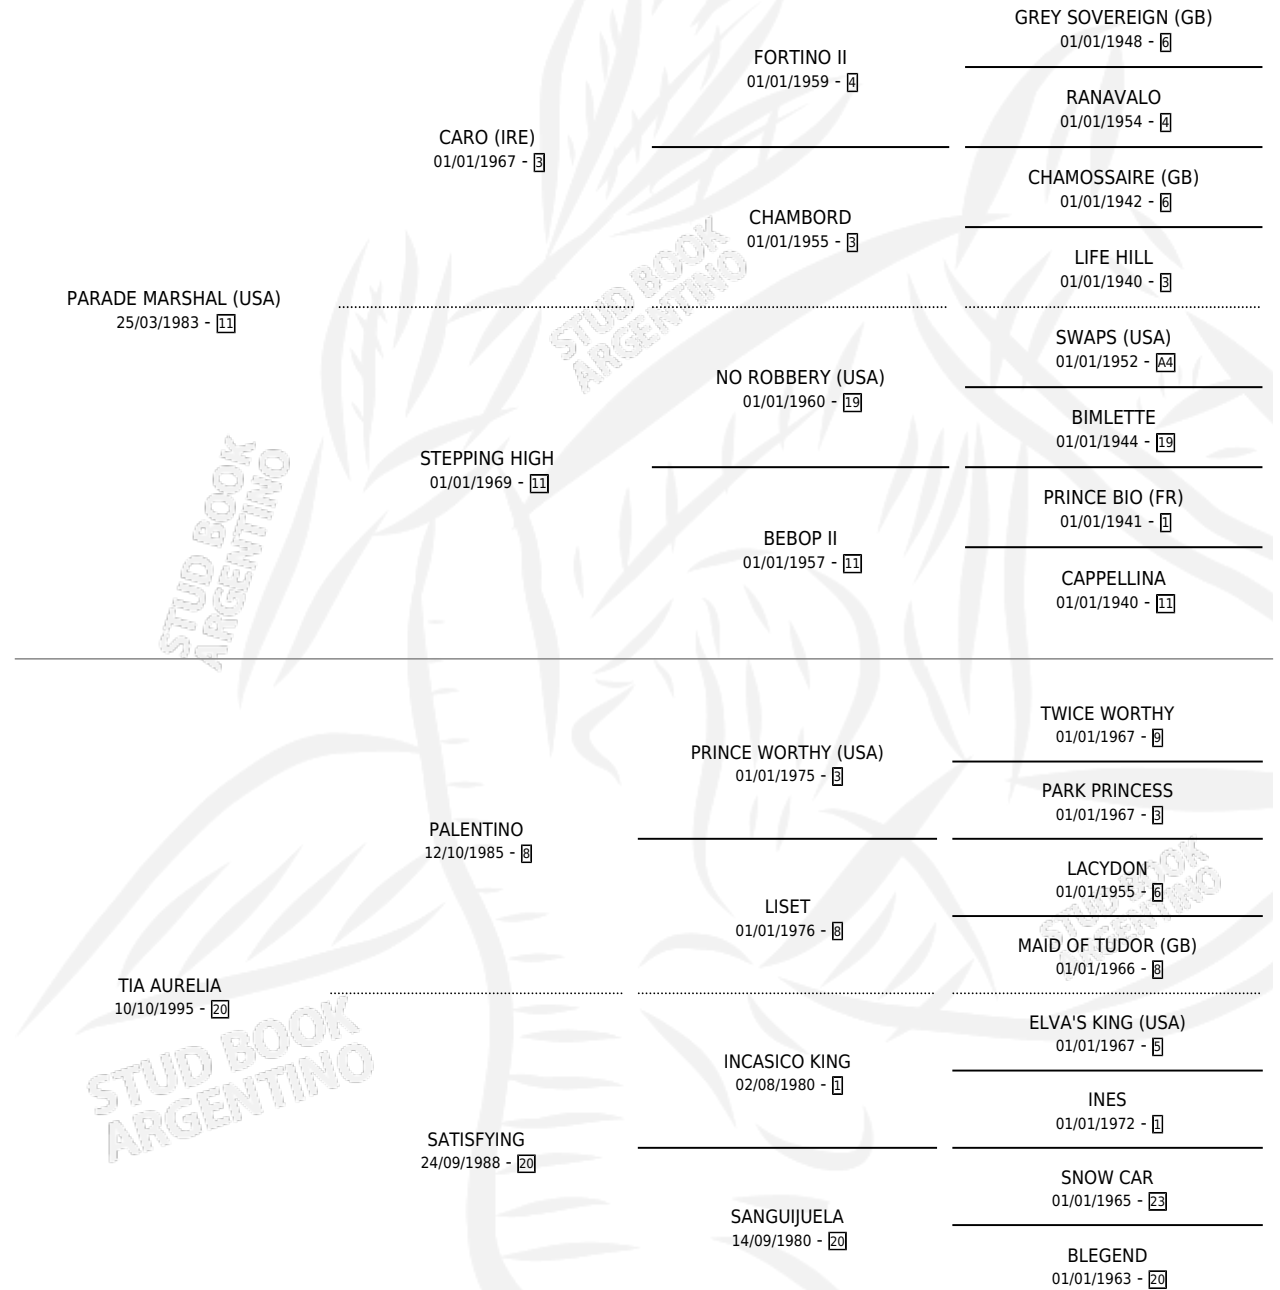 GREY SOVEREIGN (GB)
01/01/1948 - 6
FORTINO II
01/01/1959 - 4
RANAVALO
01/01/1954 - 4
CARO (IRE)
01/01/1967 - 3
CHAMOSSAIRE (GB)
01/01/1942 - 6
CHAMBORD
01/01/1955 - 3
LIFE HILL
01/01/1940 - 3
PARADE MARSHAL (USA)
25/03/1983 - 11
SWAPS (USA)
01/01/1952 - A4
NO ROBBERY (USA)
01/01/1960 - 19
BIMLETTE
01/01/1944 - 19
STEPPING HIGH
01/01/1969 - 11
PRINCE BIO (FR)
01/01/1941 - 1
BEBOP II
01/01/1957 - 11
CAPPELLINA
01/01/1940 - 11
TWICE WORTHY
01/01/1967 - 9
PRINCE WORTHY (USA)
01/01/1975 - 3
PARK PRINCESS
01/01/1967 - 3
PALENTINO
12/10/1985 - 8
LACYDON
01/01/1955 - 6
LISET
01/01/1976 - 8
MAID OF TUDOR (GB)
01/01/1966 - 8
TIA AURELIA
10/10/1995 - 20
ELVA'S KING (USA)
01/01/1967 - 5
INCASICO KING
02/08/1980 - 1
INES
01/01/1972 - 1
SATISFYING
24/09/1988 - 20
SNOW CAR
01/01/1965 - 23
SANGUIJUELA
14/09/1980 - 20
BLEGEND
01/01/1963 - 20
STUD BOOK
ARGENTINO
STUD BOOK
ARGENTINO
STUD BOOK
ARGENTINO
STUD BOOK
ARGENTINO